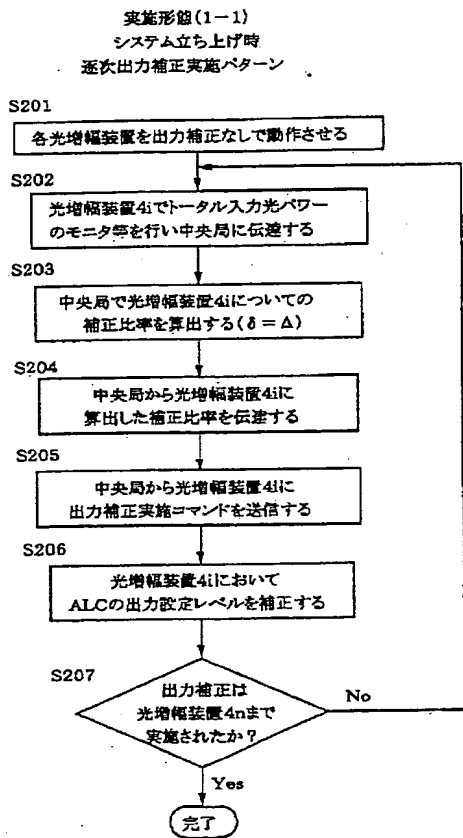 実施形態(1-1)
システム立ち上げ時
逐次出力補正実施パターン
S201
各光増幅装置を出力補正なしで動作させる
S202
光増幅装置4iでトータル入力光パワー
のモニタ等を行い中央局に伝達する
S203
中央局で光増幅装置4iについての
補正比率を算出する(δ=Δ)
S204
中央局から光増幅装置4iに
算出した補正比率を伝達する
S205
中央局から光増幅装置4iに
出力補正実施コマンドを送信する
S206
光増幅装置4iにおいて
ALCの出力設定レベルを補正する
S207
出力補正は
光増幅装置4nまで
実施されたか?
No
Yes
完了